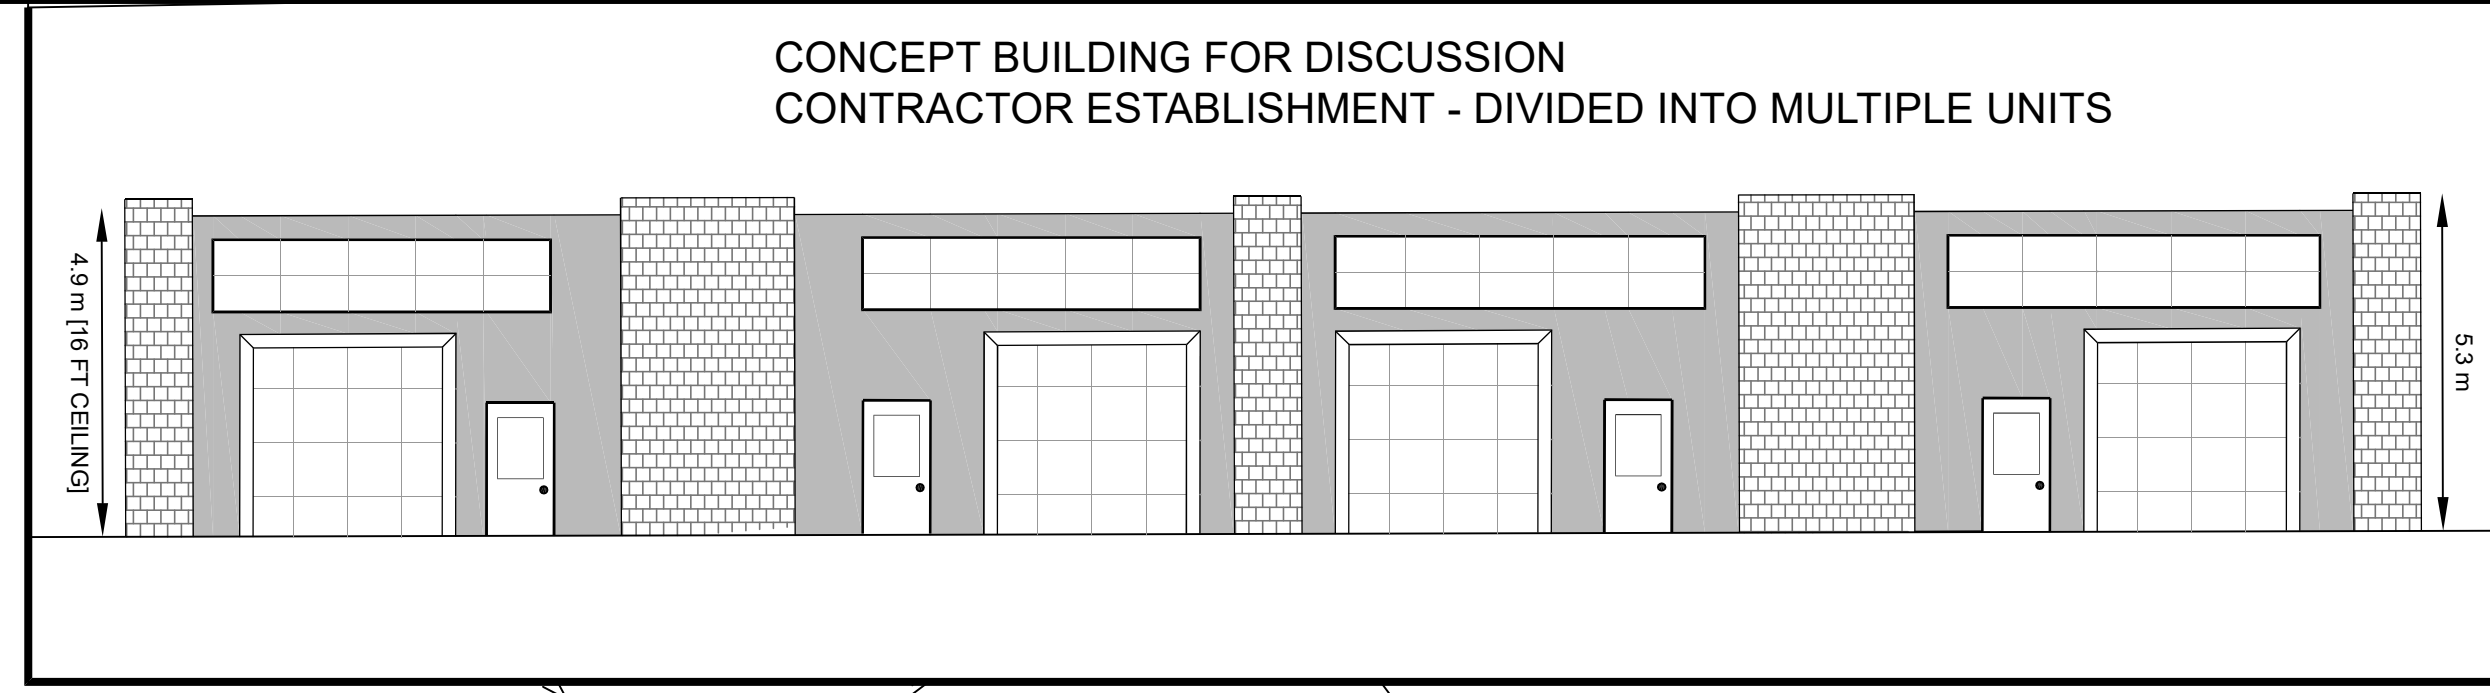 CONCEPT BUILDING FOR DISCUSSION
CONTRACTOR ESTABLISHMENT - DIVIDED INTO MULTIPLE UNITS
4.9 m [16 FT CEILING]
5.3 m